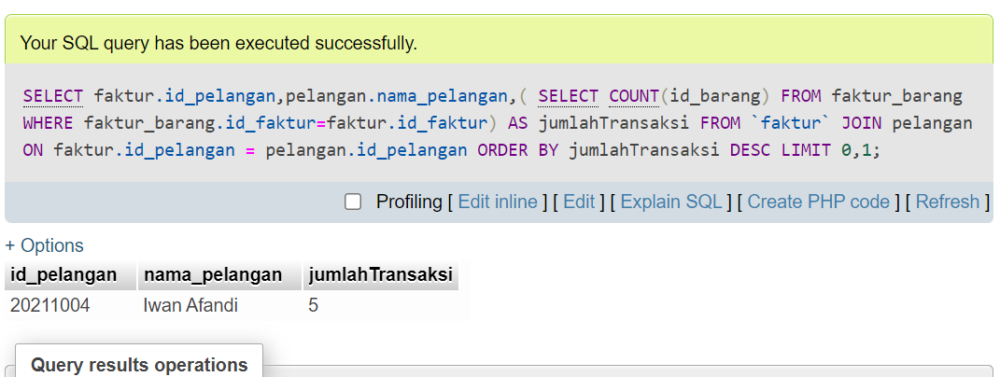 Your SQL query has been executed successfully.
SELECT faktur.id_pelangan,pelangan.nama_pelangan,( SELECT COUNT(id_barang) FROM faktur_barang
WHERE faktur_barang.id_faktur=faktur.id_faktur) AS jumlahTransaksi FROM `faktur` JOIN pelangan
ON faktur.id_pelangan = pelangan.id_pelangan ORDER BY jumlahTransaksi DESC LIMIT 0,1;
Profiling [ Edit inline ] [ Edit ] [ Explain SQL ] [ Create PHP code ] [ Refresh ]
+ Options
id_pelangan nama_pelangan jumlahTransaksi
20211004 Iwan Afandi 5
Query results operations